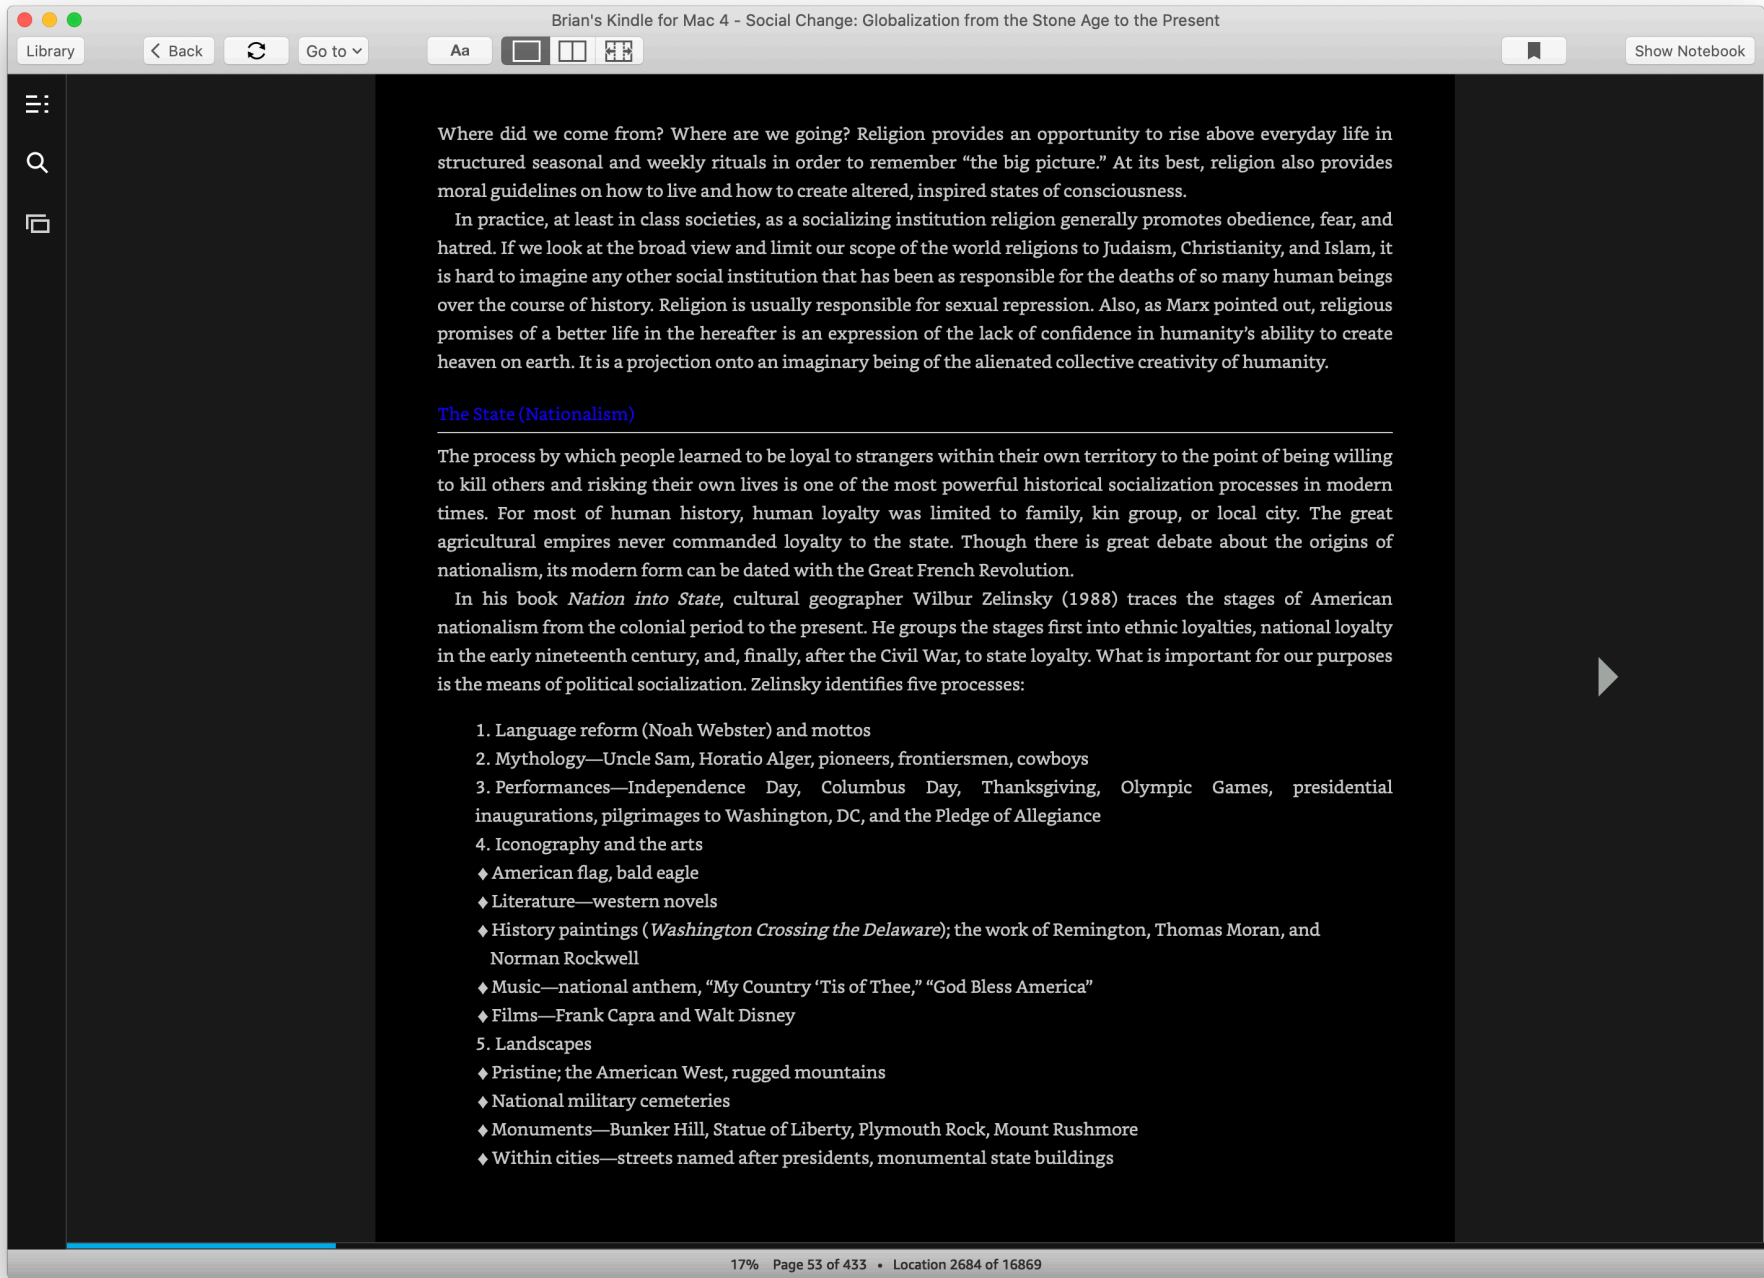 Brian's Kindle for Mac 4 - Social Change: Globalization from the Stone Age to the Present
Library
Back
Go to
Aa
Show Notebook
Where did we come from? Where are we going? Religion provides an opportunity to rise above everyday life in
structured seasonal and weekly rituals in order to remember “the big picture.” At its best, religion also provides
moral guidelines on how to live and how to create altered, inspired states of consciousness.
In practice, at least in class societies, as a socializing institution religion generally promotes obedience, fear, and
hatred. If we look at the broad view and limit our scope of the world religions to Judaism, Christianity, and Islam, it
is hard to imagine any other social institution that has been as responsible for the deaths of so many human beings
over the course of history. Religion is usually responsible for sexual repression. Also, as Marx pointed out, religious
promises of a better life in the hereafter is an expression of the lack of confidence in humanity’s ability to create
heaven on earth. It is a projection onto an imaginary being of the alienated collective creativity of humanity.
The State (Nationalism)
The process by which people learned to be loyal to strangers within their own territory to the point of being willing
to kill others and risking their own lives is one of the most powerful historical socialization processes in modern
times. For most of human history, human loyalty was limited to family, kin group, or local city. The great
agricultural empires never commanded loyalty to the state. Though there is great debate about the origins of
nationalism, its modern form can be dated with the Great French Revolution.
In his book Nation into State, cultural geographer Wilbur Zelinsky (1988) traces the stages of American
nationalism from the colonial period to the present. He groups the stages first into ethnic loyalties, national loyalty
in the early nineteenth century, and, finally, after the Civil War, to state loyalty. What is important for our purposes
is the means of political socialization. Zelinsky identifies five processes:
1. Language reform (Noah Webster) and mottos
2. Mythology—Uncle Sam, Horatio Alger, pioneers, frontiersmen, cowboys
3. Performances—Independence Day, Columbus Day, Thanksgiving, Olympic Games, presidential
inaugurations, pilgrimages to Washington, DC, and the Pledge of Allegiance
4. Iconography and the arts
♦ American flag, bald eagle
♦ Literature—western novels
♦ History paintings (Washington Crossing the Delaware); the work of Remington, Thomas Moran, and
Norman Rockwell
♦ Music—national anthem, “My Country ‘Tis of Thee,” “God Bless America”
♦ Films—Frank Capra and Walt Disney
5. Landscapes
♦ Pristine; the American West, rugged mountains
♦ National military cemeteries
♦ Monuments—Bunker Hill, Statue of Liberty, Plymouth Rock, Mount Rushmore
♦ Within cities—streets named after presidents, monumental state buildings
17% Page 53 of 433 • Location 2684 of 16869